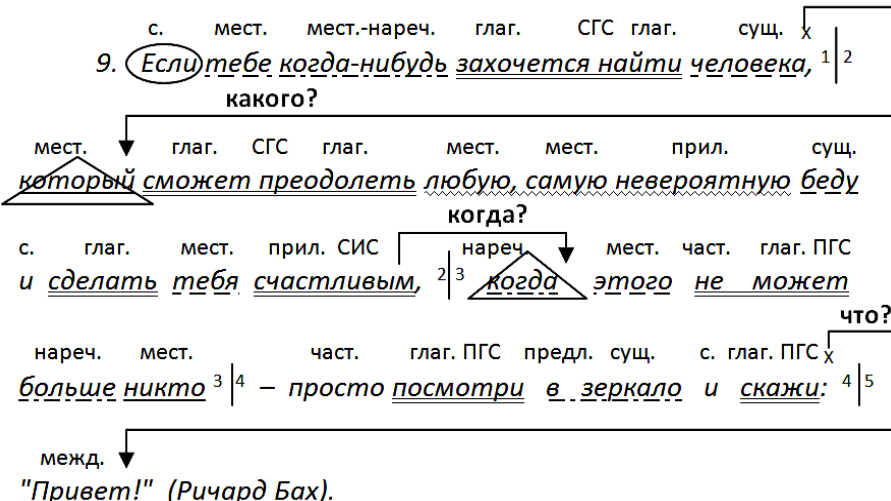 с. мест. мест.-нареч. глаг. СГС глаг. сущ. х
9. Если тебе когда-нибудь захочется найти человека, 1 2
какого?
мест. глаг. СГС глаг. мест. мест. прил. сущ.
который сможет преодолеть любую, самую невероятную беду
когда?
с. глаг. мест. прил. СИС нареч. мест. част. глаг. ПГС
и сделать тебя счастливым, 2 3 когда этого не может
что?
нареч. мест. част. глаг. ПГС предл. сущ. с. глаг. ПГС х
больше никто 3 4 – просто посмотри в зеркало и скажи: 4 5
межд.
"Привет!" (Ричард Бах).